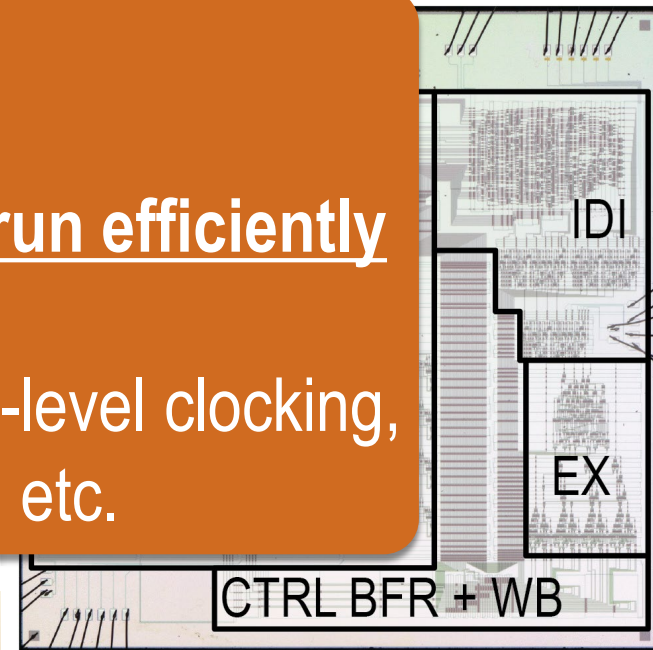 run efficiently
-level clocking,
etc.
IDI
EX
CTRL BFR + WB